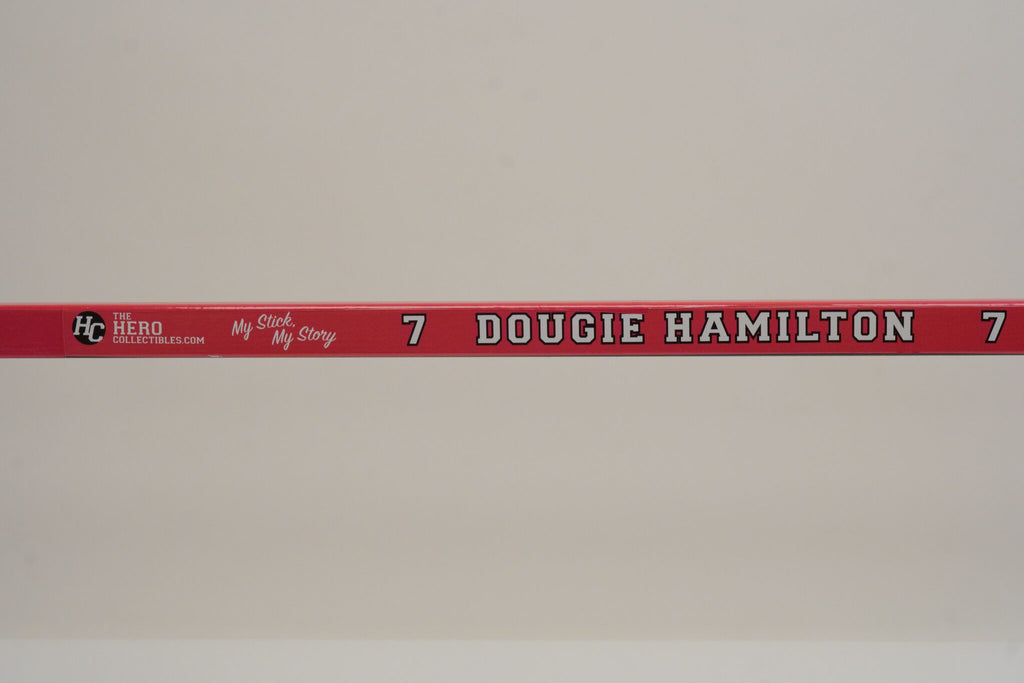 HC
THE
HERO
COLLECTIBLES.COM
My Stick,
My Story
7 DOUGIE HAMILTON 7